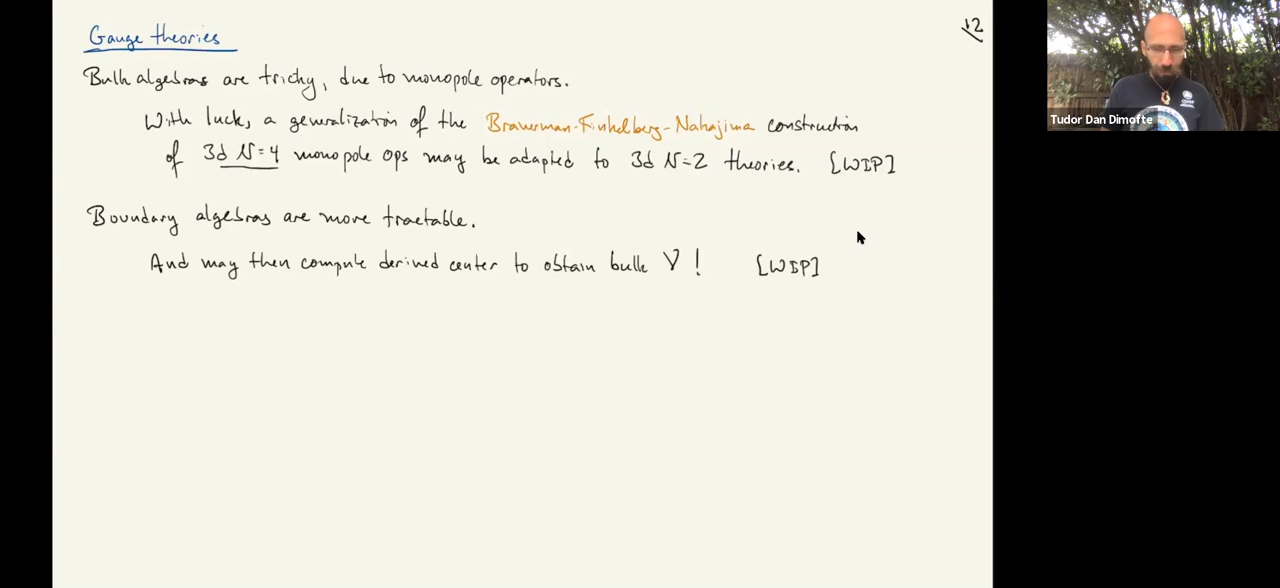 Gauge theories
12
Bulk algebras are tricky, due to monopole operators.
With luck, a generalization of the Braverman-Finkelberg-Nakajima construction
of 3d N=4 monopole ops may be adapted to 3d N=2 theories. [WIP]
Boundary algebras are more tractable.
And may then compute derived center to obtain bulk V! [WIP]
Tudor Dan Dimofte